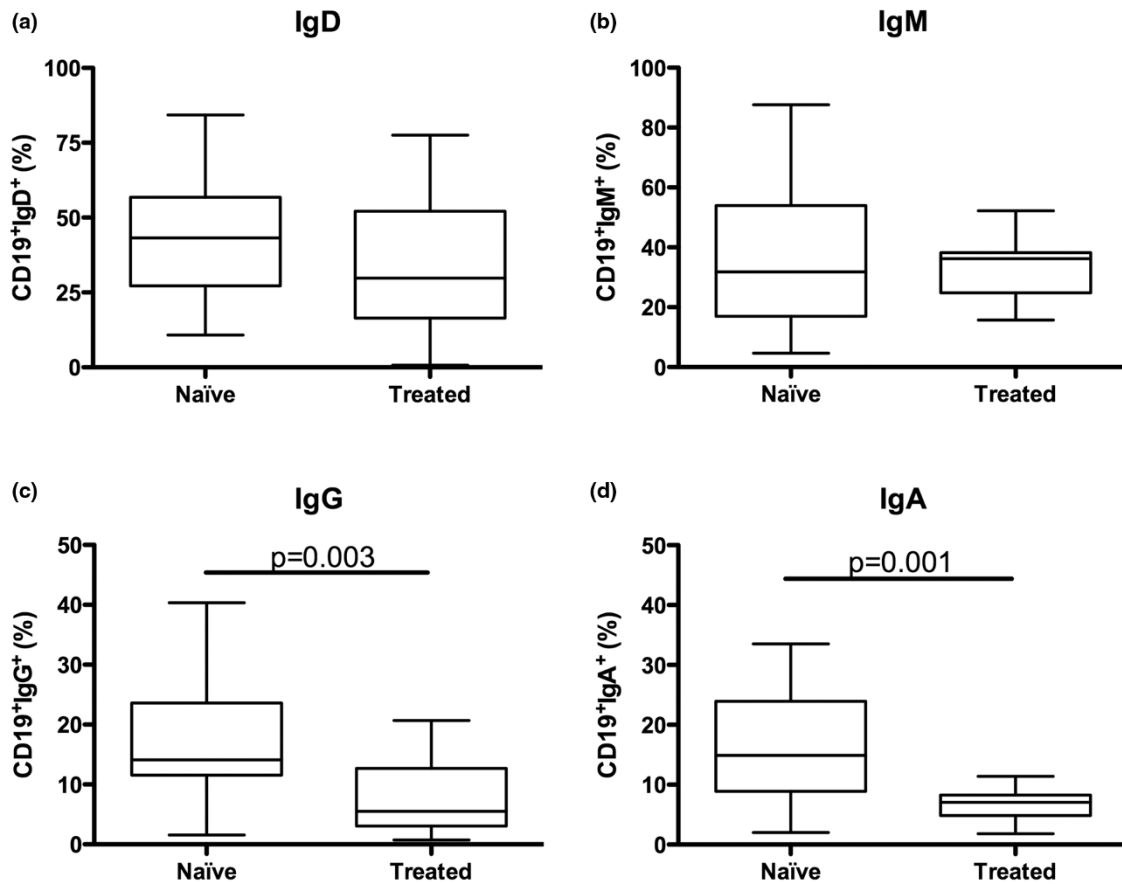 (a)
IgD
CD19⁺IgD⁺ (%)
100
75
50
25
0
Naïve Treated
(b)
IgM
CD19⁺IgM⁺ (%)
100
80
60
40
20
0
Naïve Treated
(c)
IgG
CD19⁺IgG⁺ (%)
50
40
30
20
10
0
p=0.003
Naïve Treated
(d)
IgA
CD19⁺IgA⁺ (%)
50
40
30
20
10
0
p=0.001
Naïve Treated